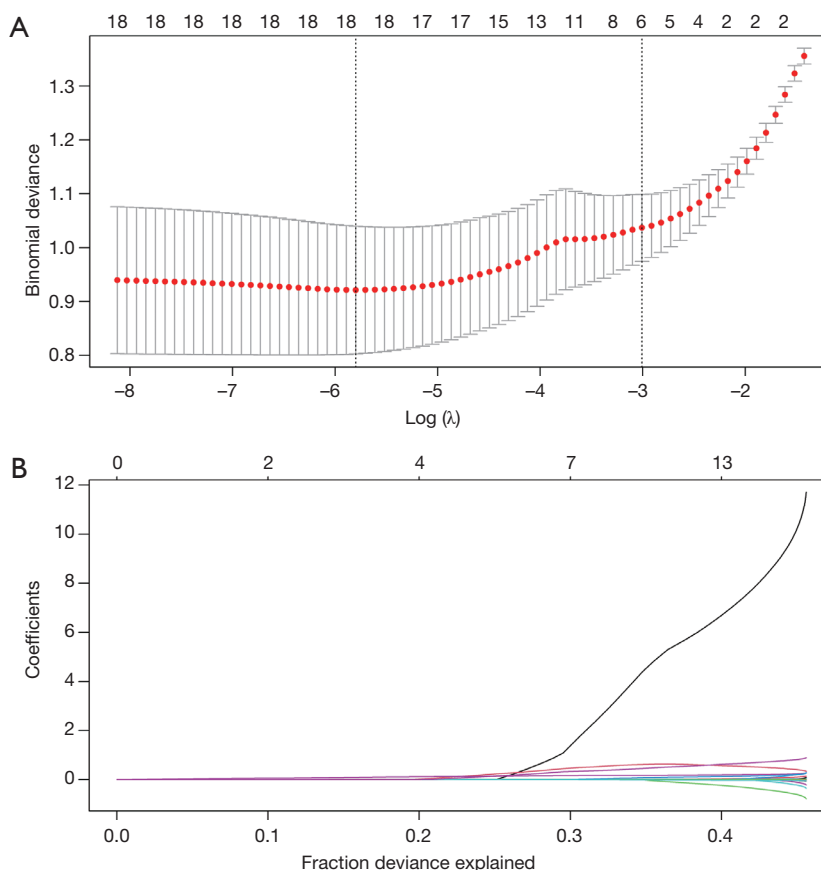 A
18 18 18 18 18 18 18 18 17 17 15 13 11 8 6 5 4 2 2 2
Binomial deviance
1.3
1.2
1.1
1.0
0.9
0.8
–8 –7 –6 –5 –4 –3 –2
Log (λ)
B
0 2 4 7 13
Coefficients
12
10
8
6
4
2
0
0.0 0.1 0.2 0.3 0.4
Fraction deviance explained